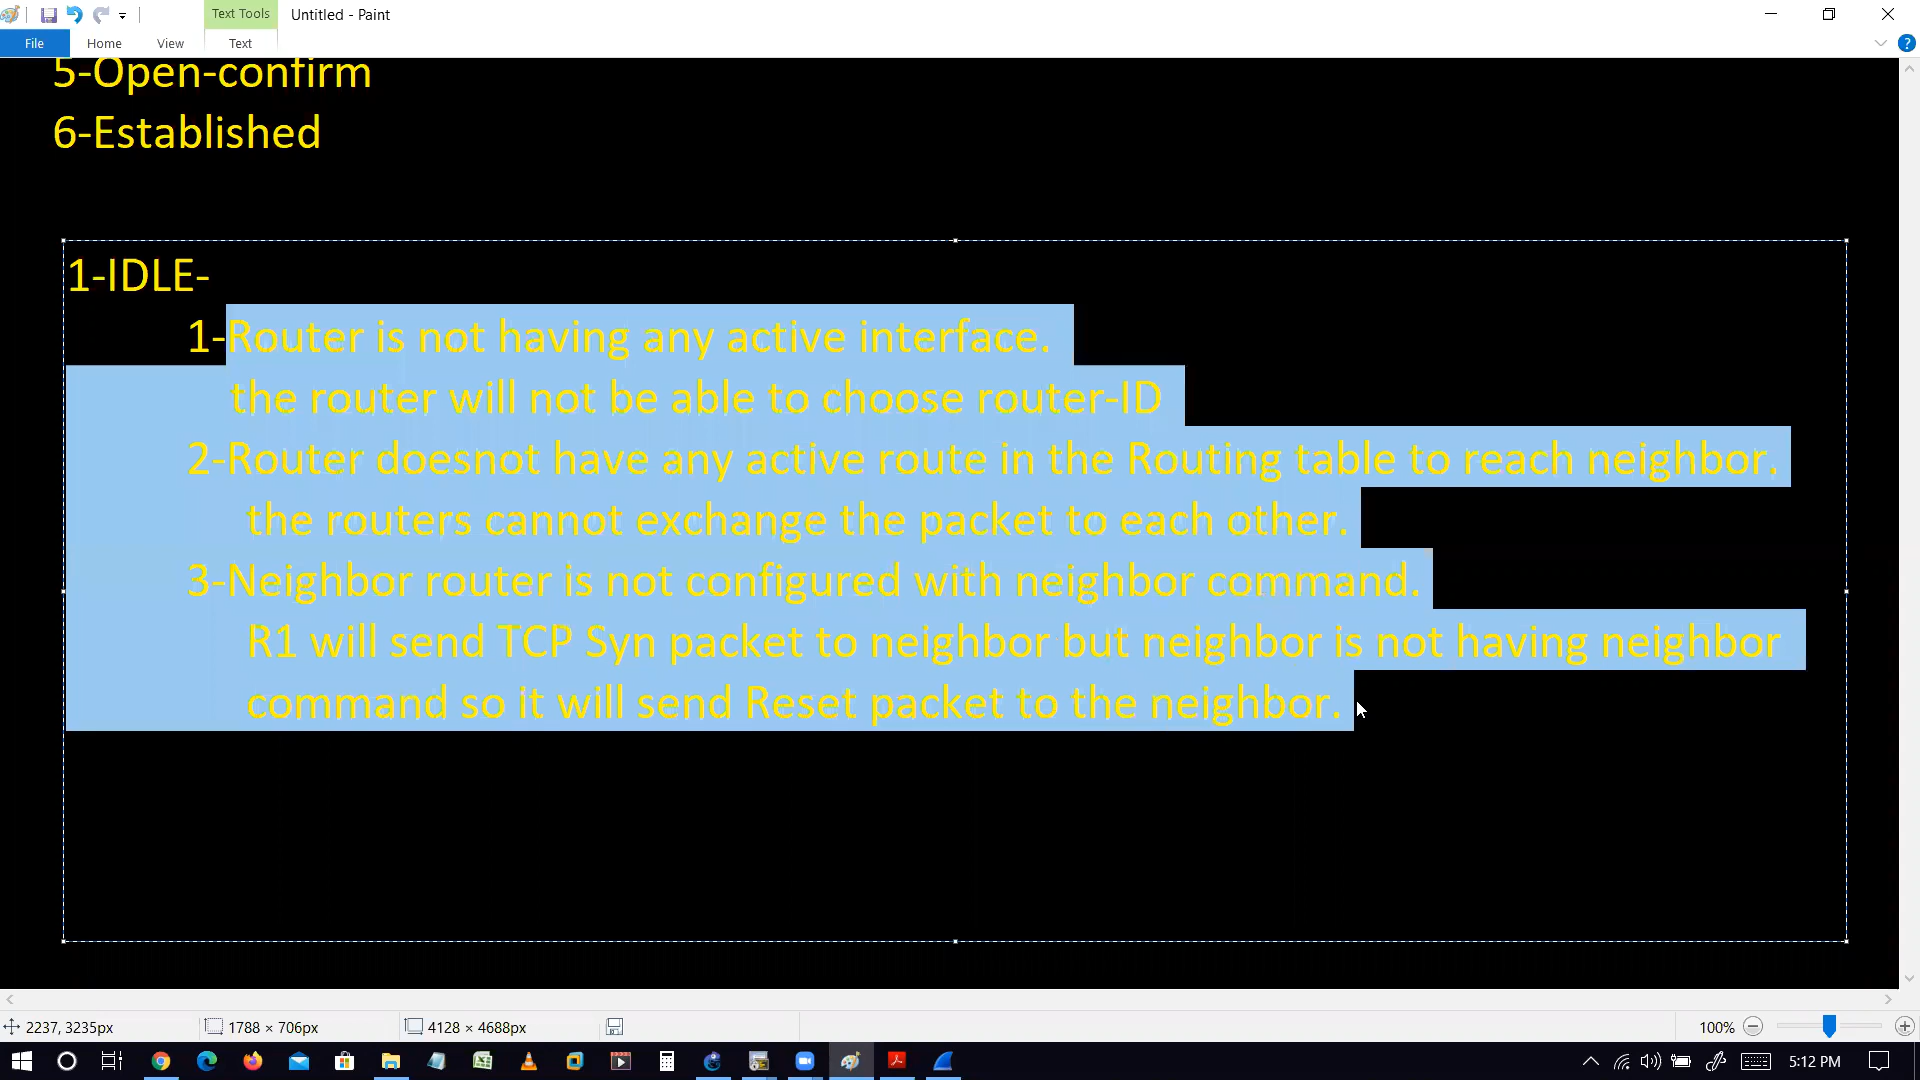 Text Tools
Untitled - Paint
File
Home
View
Text
5-Open-confirm
6-Established
1-IDLE-
1-Router is not having any active interface.
the router will not be able to choose router-ID
2-Router doesnot have any active route in the Routing table to reach neighbor.
the routers cannot exchange the packet to each other.
3-Neighbor router is not configured with neighbor command.
R1 will send TCP Syn packet to neighbor but neighbor is not having neighbor
command so it will send Reset packet to the neighbor.
2237, 3235px
1788 × 706px
4128 × 4688px
100%
5:12 PM